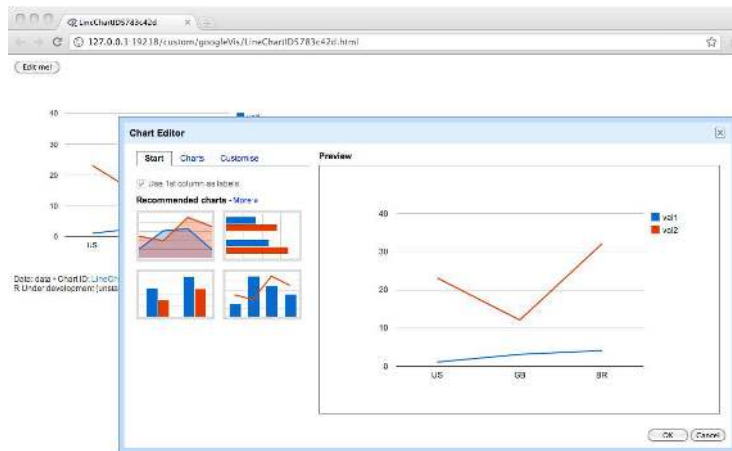 LineChartID5783c42d
127.0.0.1:19218/custom/googleVis/LineChartID5783c42d.html
Edit me!
40
30
20
10
0
US
Data: data • Chart ID: LineCh
R Under development (unsta
Chart Editor
Start Charts Customise
Use 1st column as labels
Recommended charts - More »
Preview
40
30
20
10
0
US GB BR
val1
val2
OK Cancel